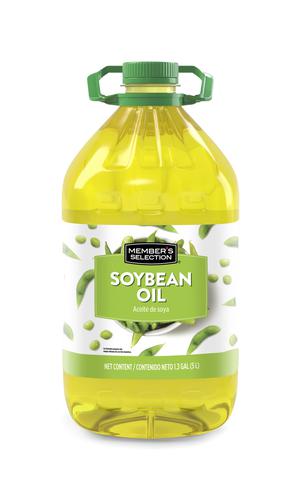 MEMBER'S
SELECTION
SOYBEAN
OIL
Aceite de soya
NET CONTENT / CONTENIDO NETO 1.3 GAL (5 L)